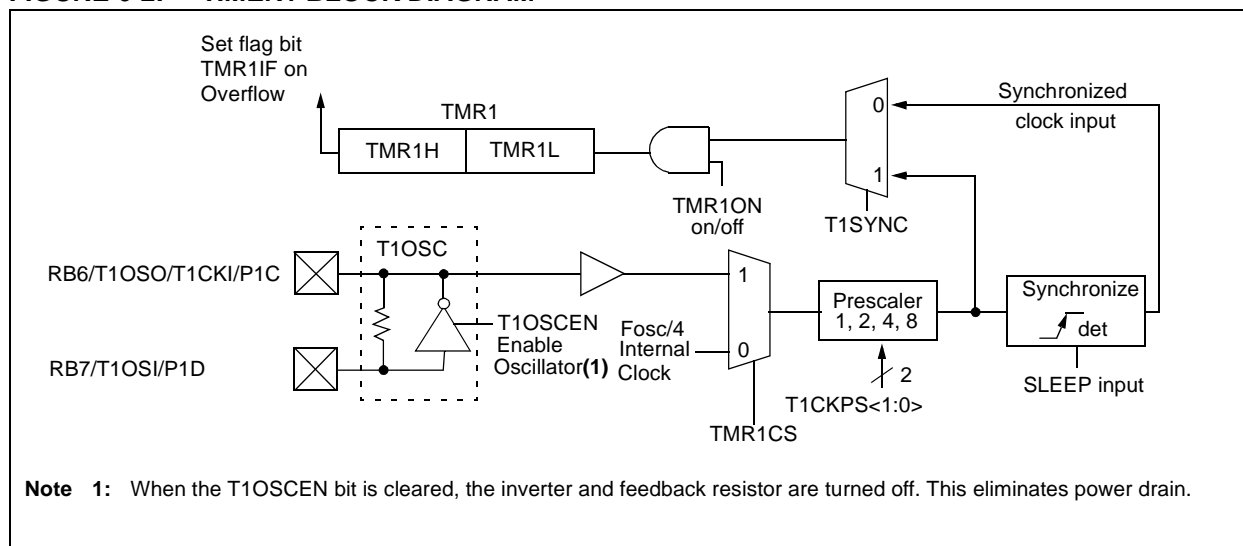 Set flag bit
TMR1IF on
Overflow
TMR1
TMR1H
TMR1L
TMR1ON
on/off
0
1
T1SYNC
Synchronized
clock input
RB6/T1OSO/T1CKI/P1C
RB7/T1OSI/P1D
T1OSC
T1OSCEN
Enable
Oscillator(1)
Fosc/4
Internal
Clock
1
0
TMR1CS
Prescaler
1, 2, 4, 8
2
T1CKPS<1:0>
Synchronize
det
SLEEP input
Note 1: When the T1OSCEN bit is cleared, the inverter and feedback resistor are turned off. This eliminates power drain.